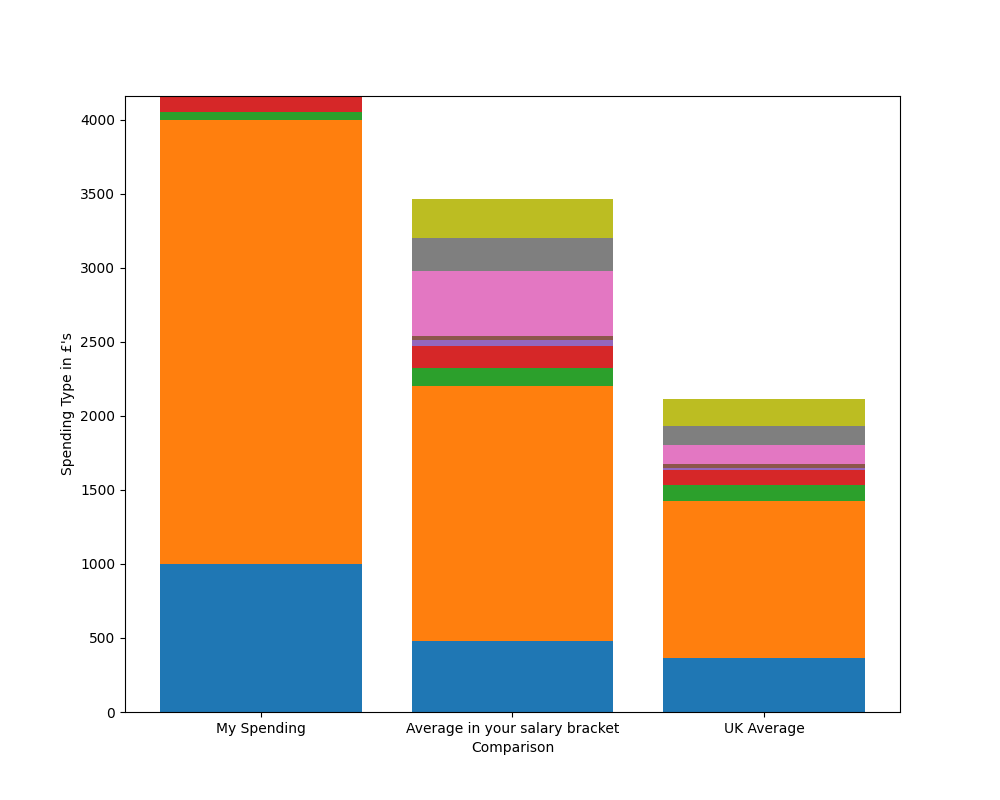 4000
3500
3000
2500
2000
1500
1000
500
0
Spending Type in £'s
My Spending
Average in your salary bracket
UK Average
Comparison